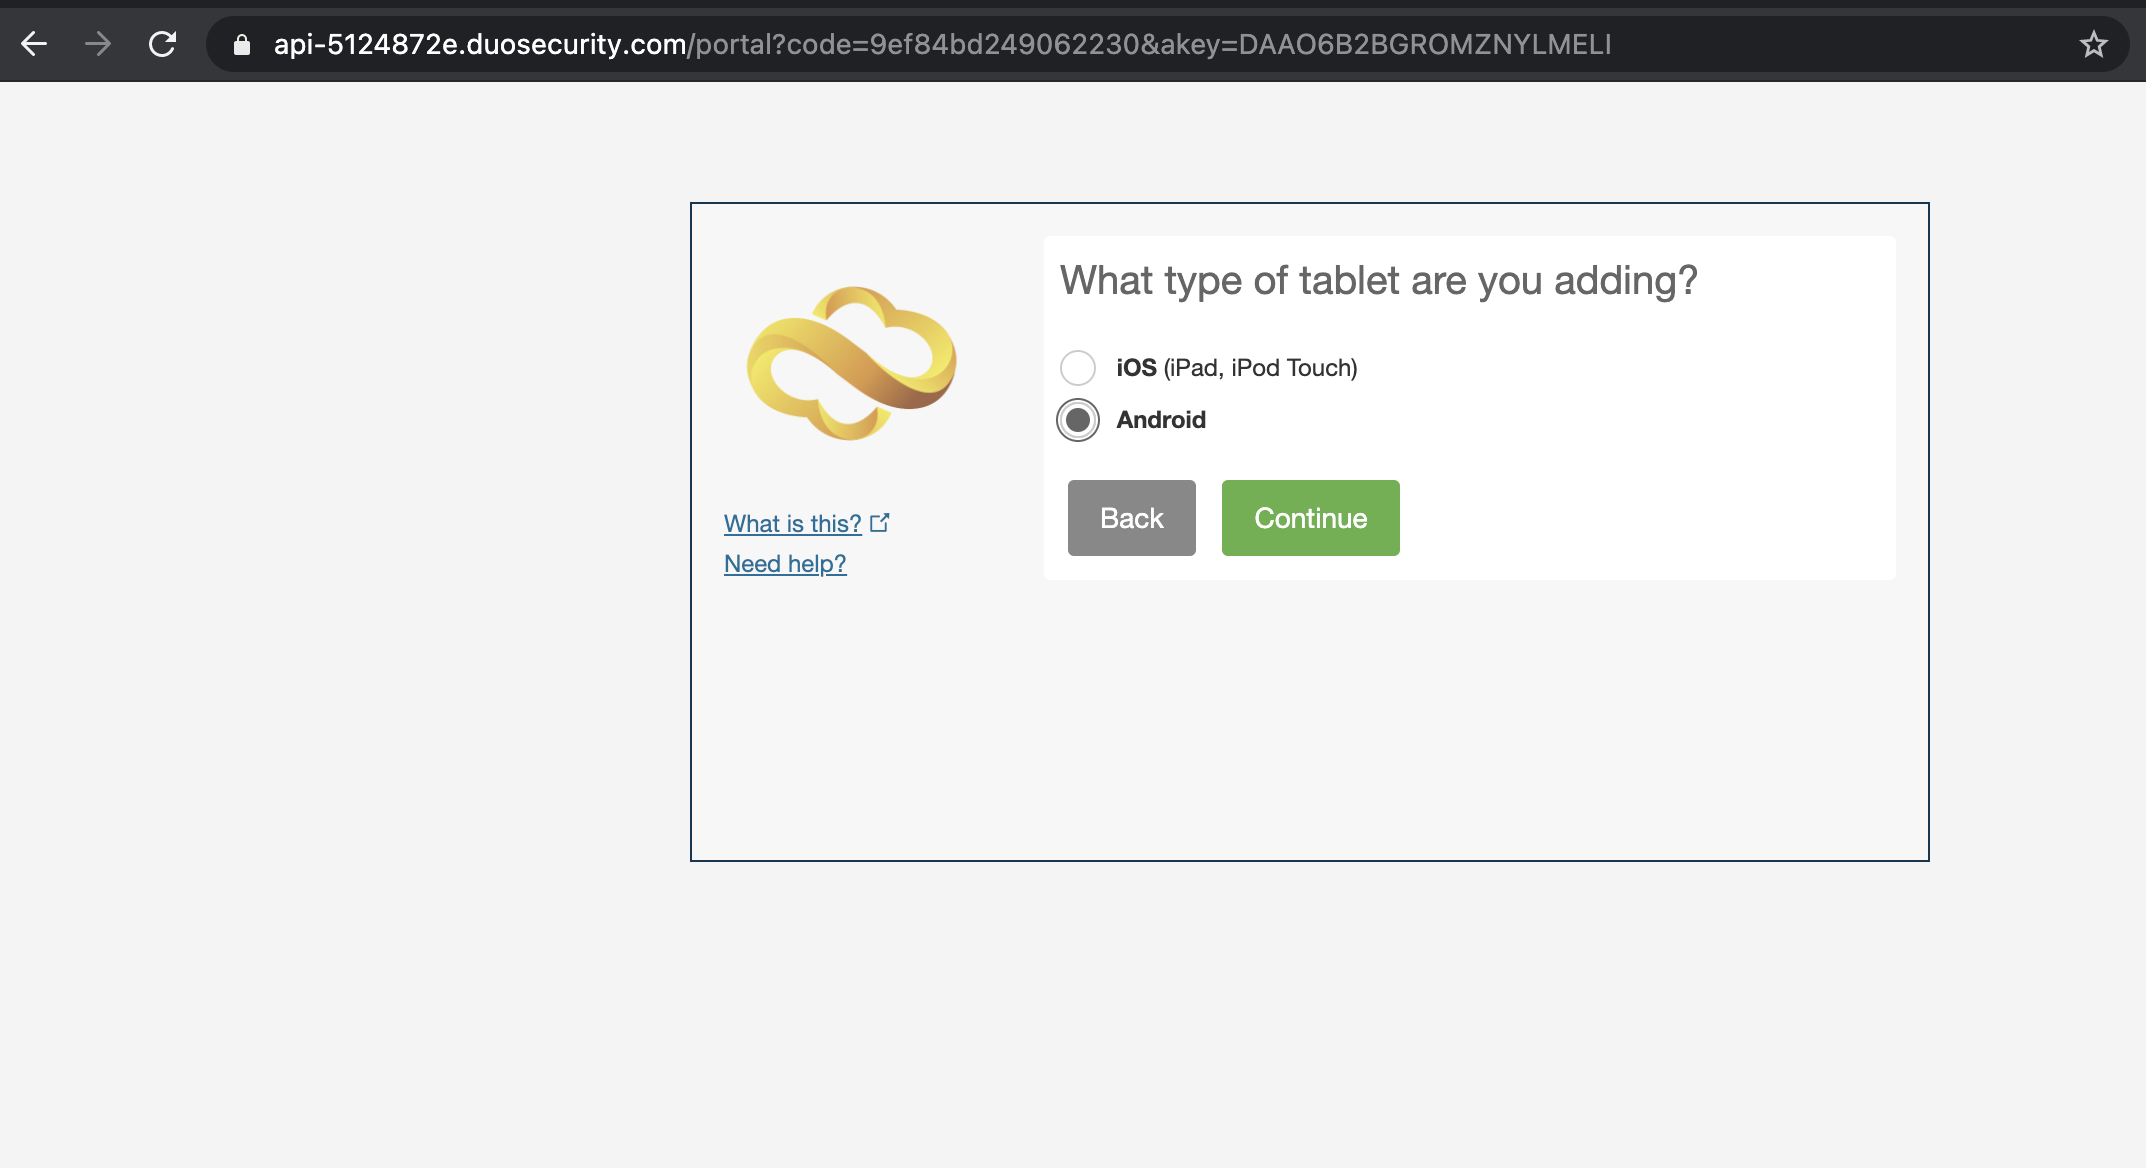 api-5124872e.duosecurity.com/portal?code=9ef84bd249062230&akey=DAAO6B2BGROMZNYLMELI
What type of tablet are you adding?
iOS (iPad, iPod Touch)
Android
Back Continue
What is this?
Need help?